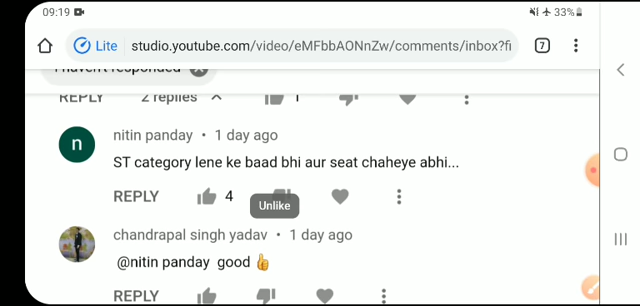 09:19 33%
Lite studio.youtube.com/video/eMFbbAONnZw/comments/inbox?fi 7
I haven't responded
REPLY 2 replies 1
n nitin panday • 1 day ago
ST category lene ke baad bhi aur seat chaheye abhi...
REPLY 4
Unlike
chandrapal singh yadav • 1 day ago
@nitin panday good 👍
REPLY